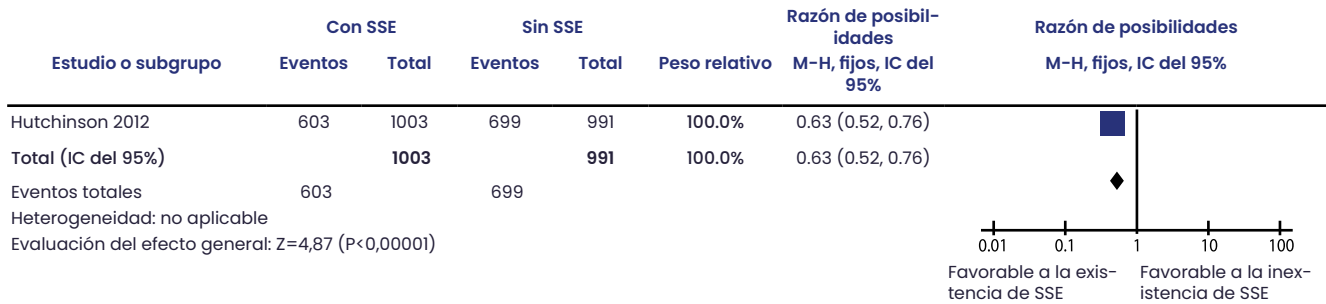 Con SSE Sin SSE Razón de posibil-
idades Razón de posibilidades
Estudio o subgrupo Eventos Total Eventos Total Peso relativo M-H, fijos, IC del
95% M-H, fijos, IC del 95%
Hutchinson 2012 603 1003 699 991 100.0% 0.63 (0.52, 0.76)
Total (IC del 95%) 1003 991 100.0% 0.63 (0.52, 0.76)
Eventos totales 603 699
Heterogeneidad: no aplicable
Evaluación del efecto general: Z=4,87 (P<0,00001)
0.01 0.1 1 10 100
Favorable a la exis-
tencia de SSE
Favorable a la inex-
istencia de SSE